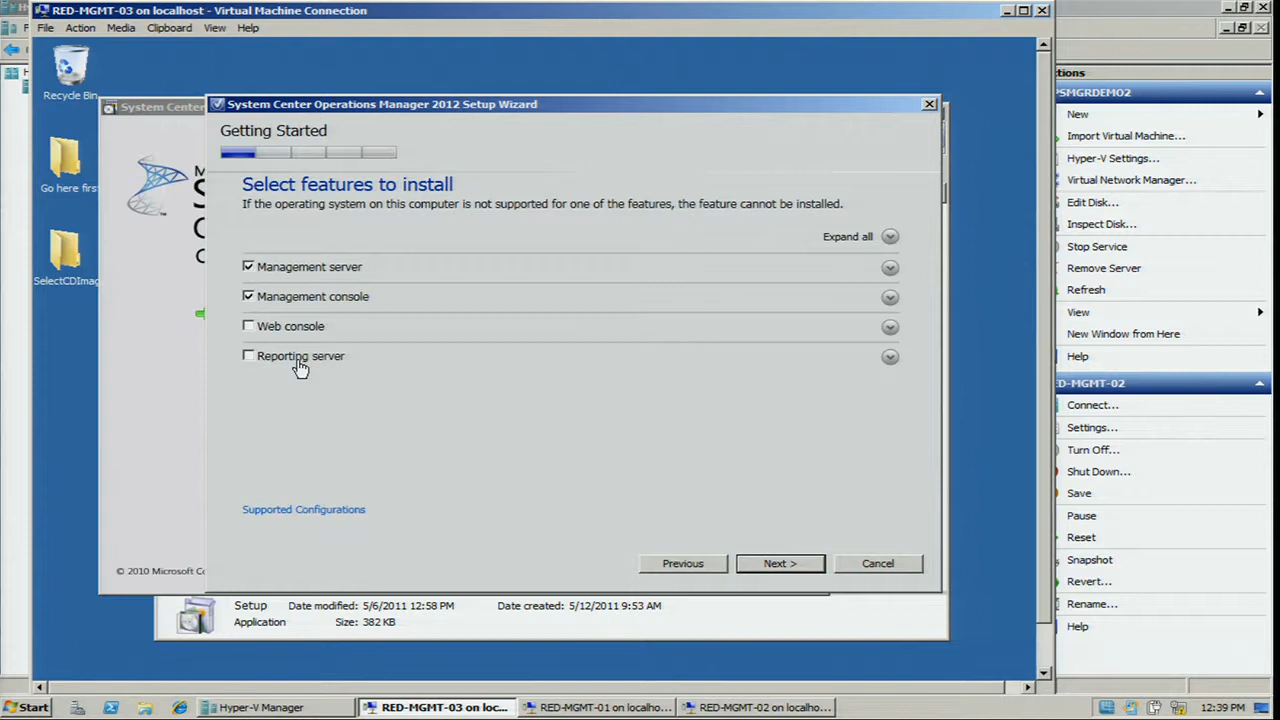 RED-MGMT-03 on localhost - Virtual Machine Connection
File Action Media Clipboard View Help
Recycle Bin
Go here first
SelectCDImag
System Center
System Center Operations Manager 2012 Setup Wizard
Getting Started
Select features to install
If the operating system on this computer is not supported for one of the features, the feature cannot be installed.
Expand all
Management server
Management console
Web console
Reporting server
Supported Configurations
Previous Next > Cancel
© 2010 Microsoft Co
Setup Date modified: 5/6/2011 12:58 PM Date created: 5/12/2011 9:53 AM
Application Size: 382 KB
ctions
PSMGRDEMO2
New
Import Virtual Machine...
Hyper-V Settings...
Virtual Network Manager...
Edit Disk...
Inspect Disk...
Stop Service
Remove Server
Refresh
View
New Window from Here
Help
ED-MGMT-02
Connect...
Settings...
Turn Off...
Shut Down...
Save
Pause
Reset
Snapshot
Revert...
Rename...
Help
Start Hyper-V Manager RED-MGMT-03 on loc... RED-MGMT-01 on localho... RED-MGMT-02 on localho... 12:39 PM